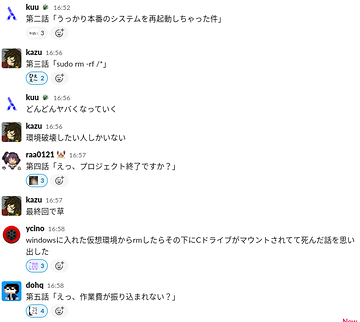 kuu 16:52
第二話「うっかり本番のシステムを再起動しちゃった件」
3
kazu 16:56
第三話「sudo rm -rf /*」
2
kuu 16:56
どんどんヤバくなっていく
kazu 16:56
環境破壊したい人しかいない
raa0121 16:57
第四話「えっ、プロジェクト終了ですか？」
3
kazu 16:57
最終回で草
ycino 16:58
windowsに入れた仮想環境からrmしたらその下にCドライブがマウントされてて死んだ話を思い
出した
3
dohq 16:58
第五話「えっ、作業費が振り込まれない？」
4
New